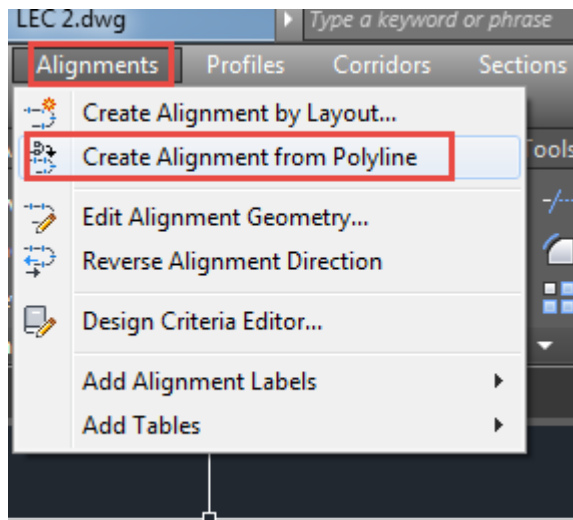 LEC 2.dwg Type a keyword or phrase
Alignments Profiles Corridors Sections
Create Alignment by Layout...
Create Alignment from Polyline
Tools
Edit Alignment Geometry...
Reverse Alignment Direction
Design Criteria Editor...
Add Alignment Labels
Add Tables